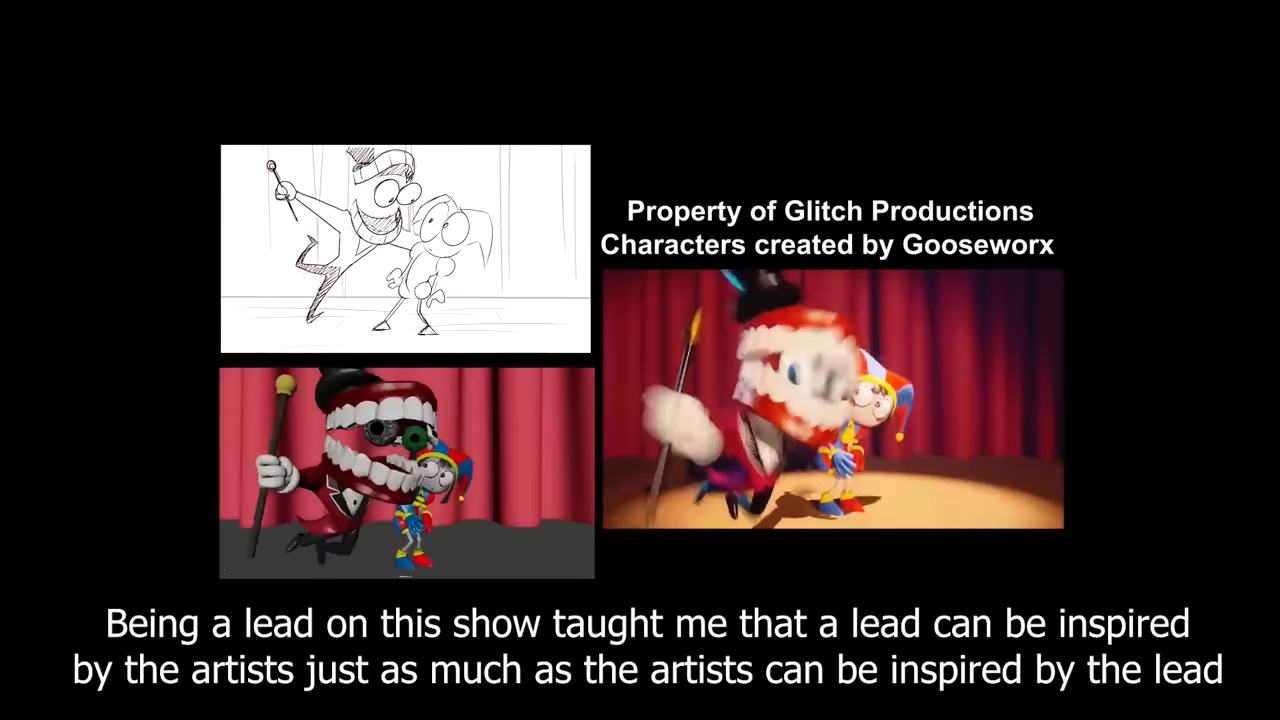 Property of Glitch Productions
Characters created by Gooseworx
Being a lead on this show taught me that a lead can be inspired
by the artists just as much as the artists can be inspired by the lead